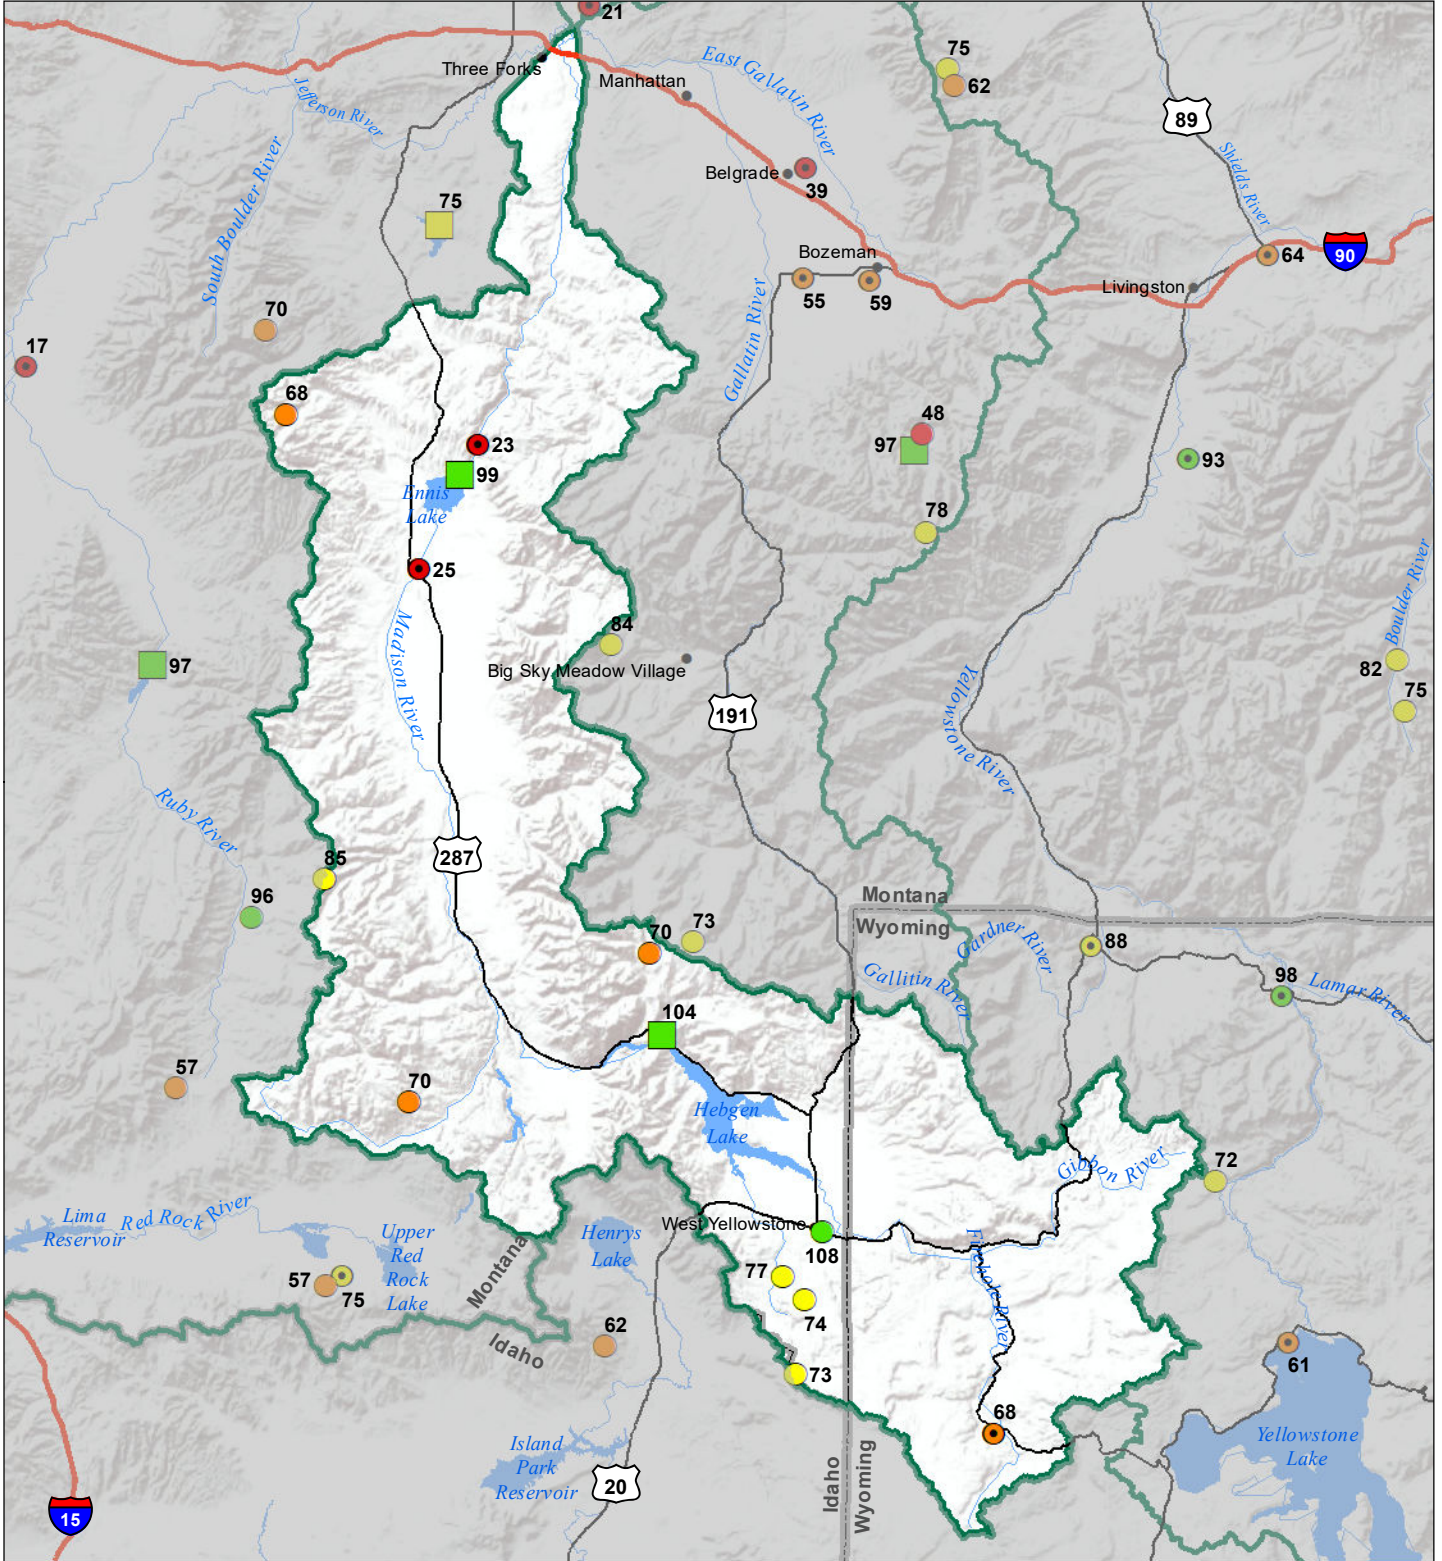 21
Three Forks
Manhattan
East Gallatin River
75
62
89
Jefferson River
Shields River
South Boulder River
Belgrade
39
75
Bozeman
64
90
55
59
Livingston
Gallatin River
70
17
68
48
97
23
99
93
Ennis
Lake
78
25
Boulder River
Madison River
84
Big Sky Meadow Village
97
82
75
191
Yellowstone River
Ruby River
287
85
96
Montana
Wyoming
70
73
Gardner River
88
Gallitin River
98
Lamar River
104
57
70
Hebgen
Lake
Gibbon River
72
Lima
Reservoir
Red Rock River
Upper
Red
Rock
Lake
Henrys
Lake
West Yellowstone
108
Montana
Firehole River
77
74
57
75
Idaho
62
73
61
68
Yellowstone
Lake
Island
Park
Reservoir
20
Idaho
Wyoming
15